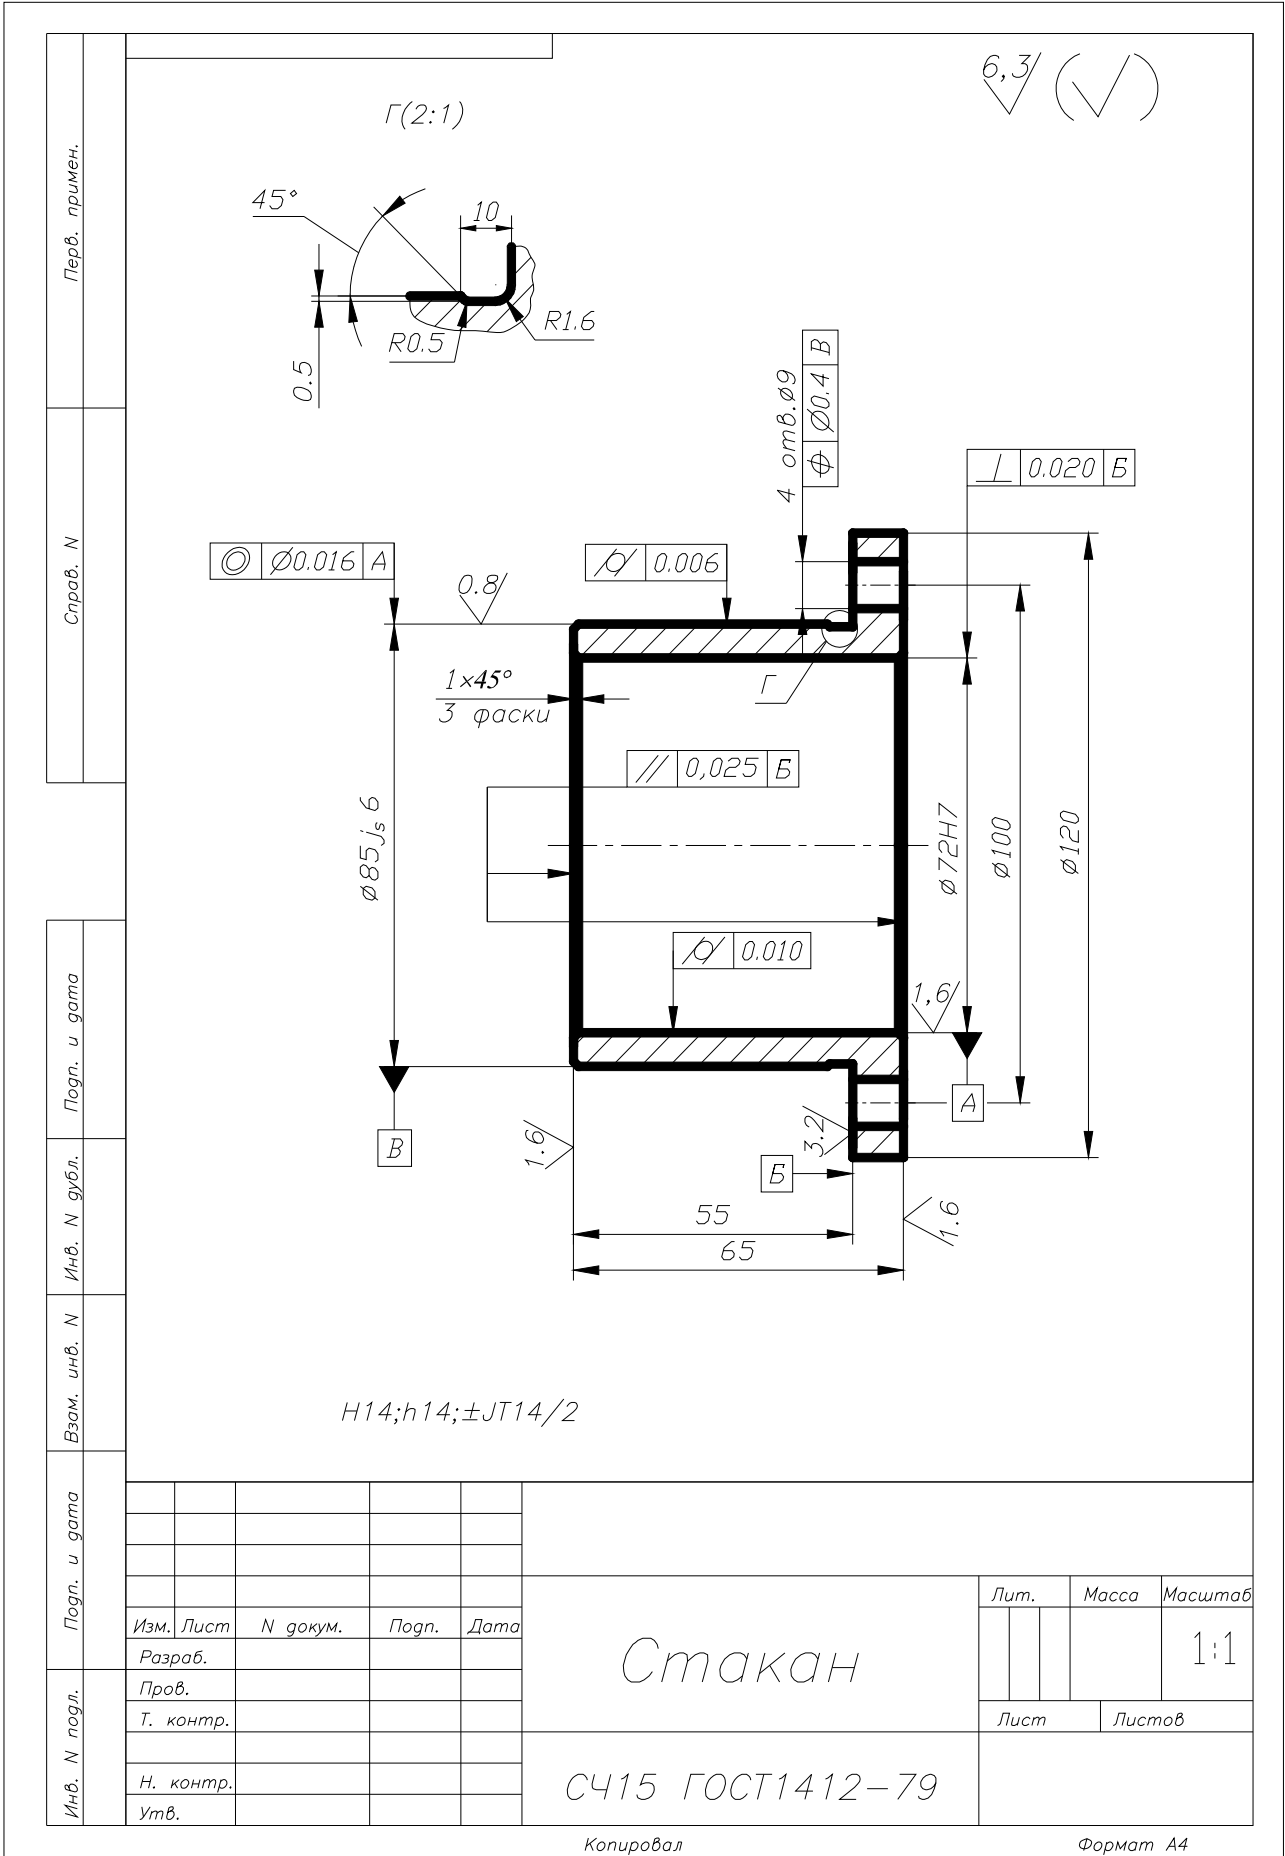 6,3
Г(2:1)
45°
10
0.5
R0.5
R1.6
4 отв.ø9
Ø0.4 В
0.020 Б
Ø0.016 А
0.8
0.006
1×45°
3 фаски
Г
0,025 Б
ø85js6
ø72H7
ø100
ø120
0.010
1,6
А
В
1.6
3.2
Б
1.6
55
65
H14;h14;±JT14/2
Перв. примен.
Справ. N
Подп. и дата
Инв. N дубл.
Взам. инв. N
Подп. и дата
Инв. N подл.
Изм. Лист N докум. Подп. Дата
Разраб.
Пров.
Т. контр.
Н. контр.
Утв.
Стакан
СЧ15 ГОСТ1412-79
Лит. Масса Масштаб
1:1
Лист Листов
Копировал Формат А4